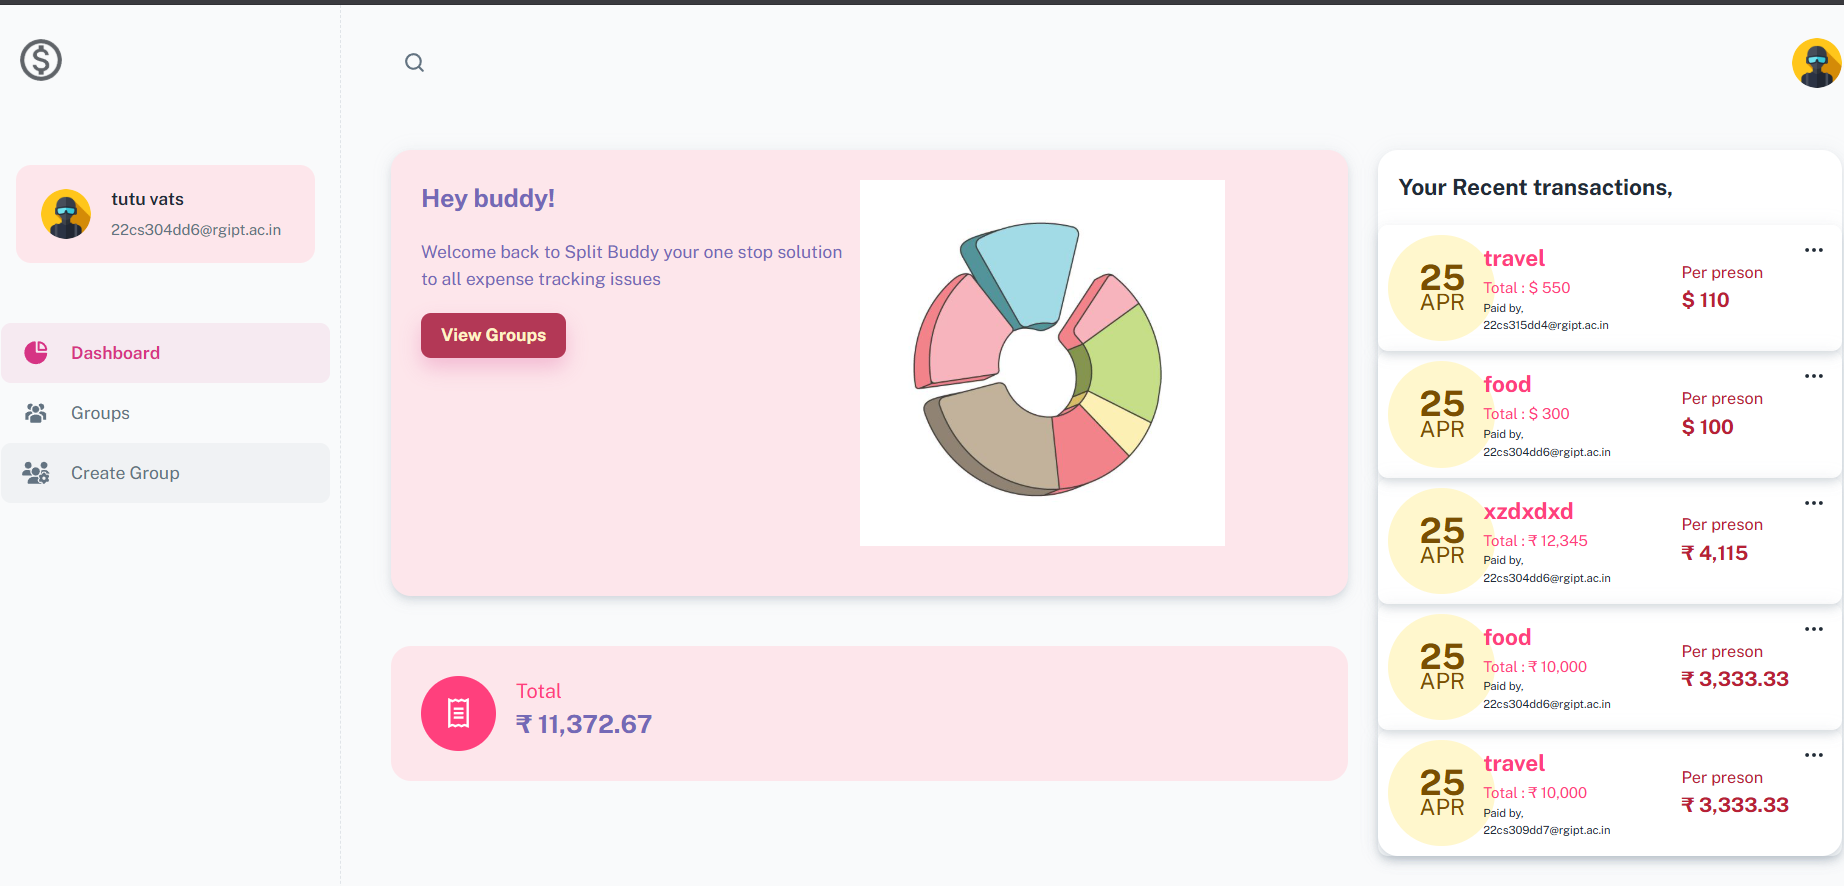 tutu vats
22cs304dd6@rgipt.ac.in
Dashboard
Groups
Create Group
Hey buddy!
Welcome back to Split Buddy your one stop solution
to all expense tracking issues
View Groups
Total
₹ 11,372.67
Your Recent transactions,
25
APR
travel
Total : $ 550
Paid by,
22cs315dd4@rgipt.ac.in
Per preson
$ 110
25
APR
food
Total : $ 300
Paid by,
22cs304dd6@rgipt.ac.in
Per preson
$ 100
25
APR
xzdxdxd
Total : ₹ 12,345
Paid by,
22cs304dd6@rgipt.ac.in
Per preson
₹ 4,115
25
APR
food
Total : ₹ 10,000
Paid by,
22cs304dd6@rgipt.ac.in
Per preson
₹ 3,333.33
25
APR
travel
Total : ₹ 10,000
Paid by,
22cs309dd7@rgipt.ac.in
Per preson
₹ 3,333.33